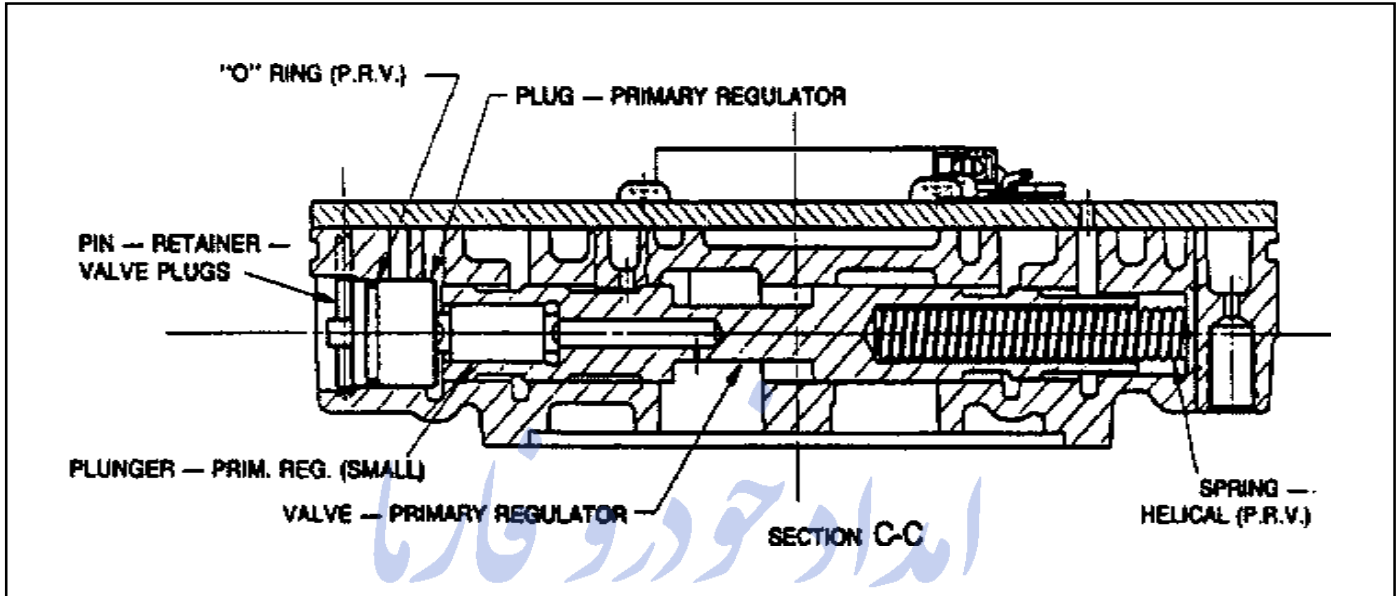 "O" RING (P.R.V.)
PLUG — PRIMARY REGULATOR
PIN — RETAINER —
VALVE PLUGS
PLUNGER — PRIM. REG. (SMALL)
VALVE — PRIMARY REGULATOR
SECTION C-C
SPRING —
HELICAL (P.R.V.)
امداد خودرو فارما